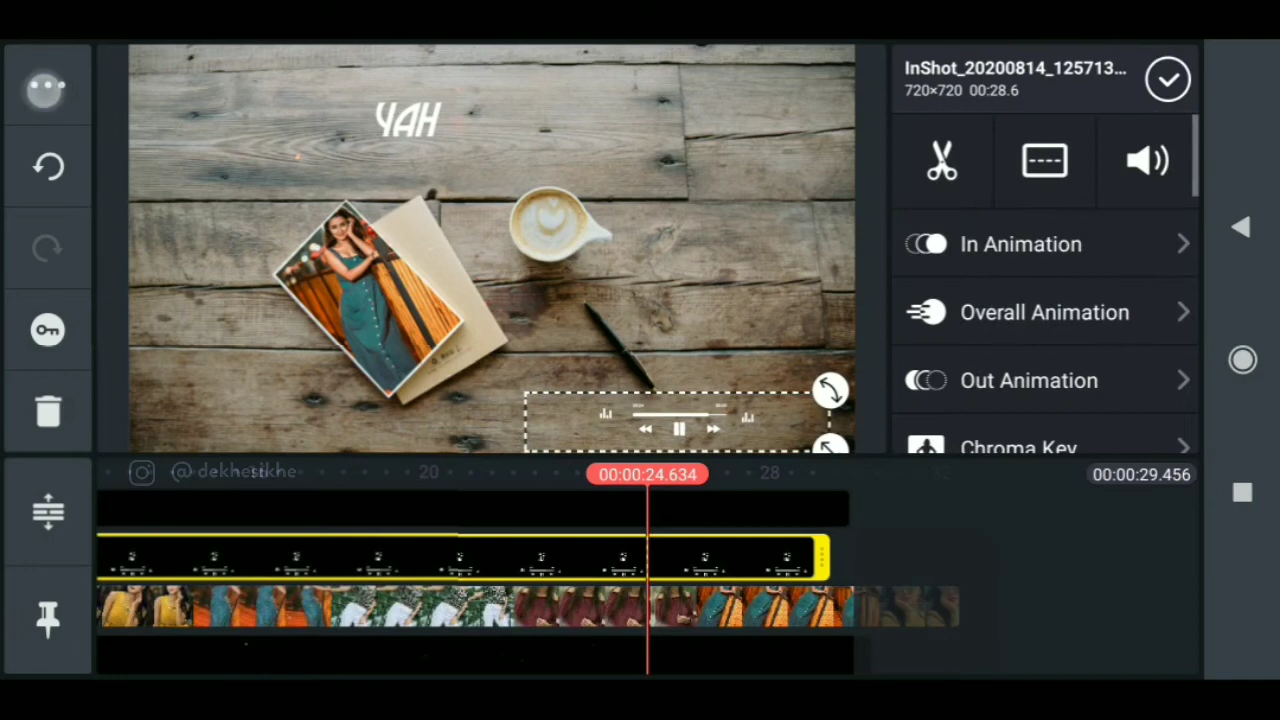 InShot_20200814_125713...
720×720 00:28.6
YAH
In Animation
Overall Animation
Out Animation
Chroma Key
@dekhesikhe
20
00:00:24.634
28
00:00:29.456